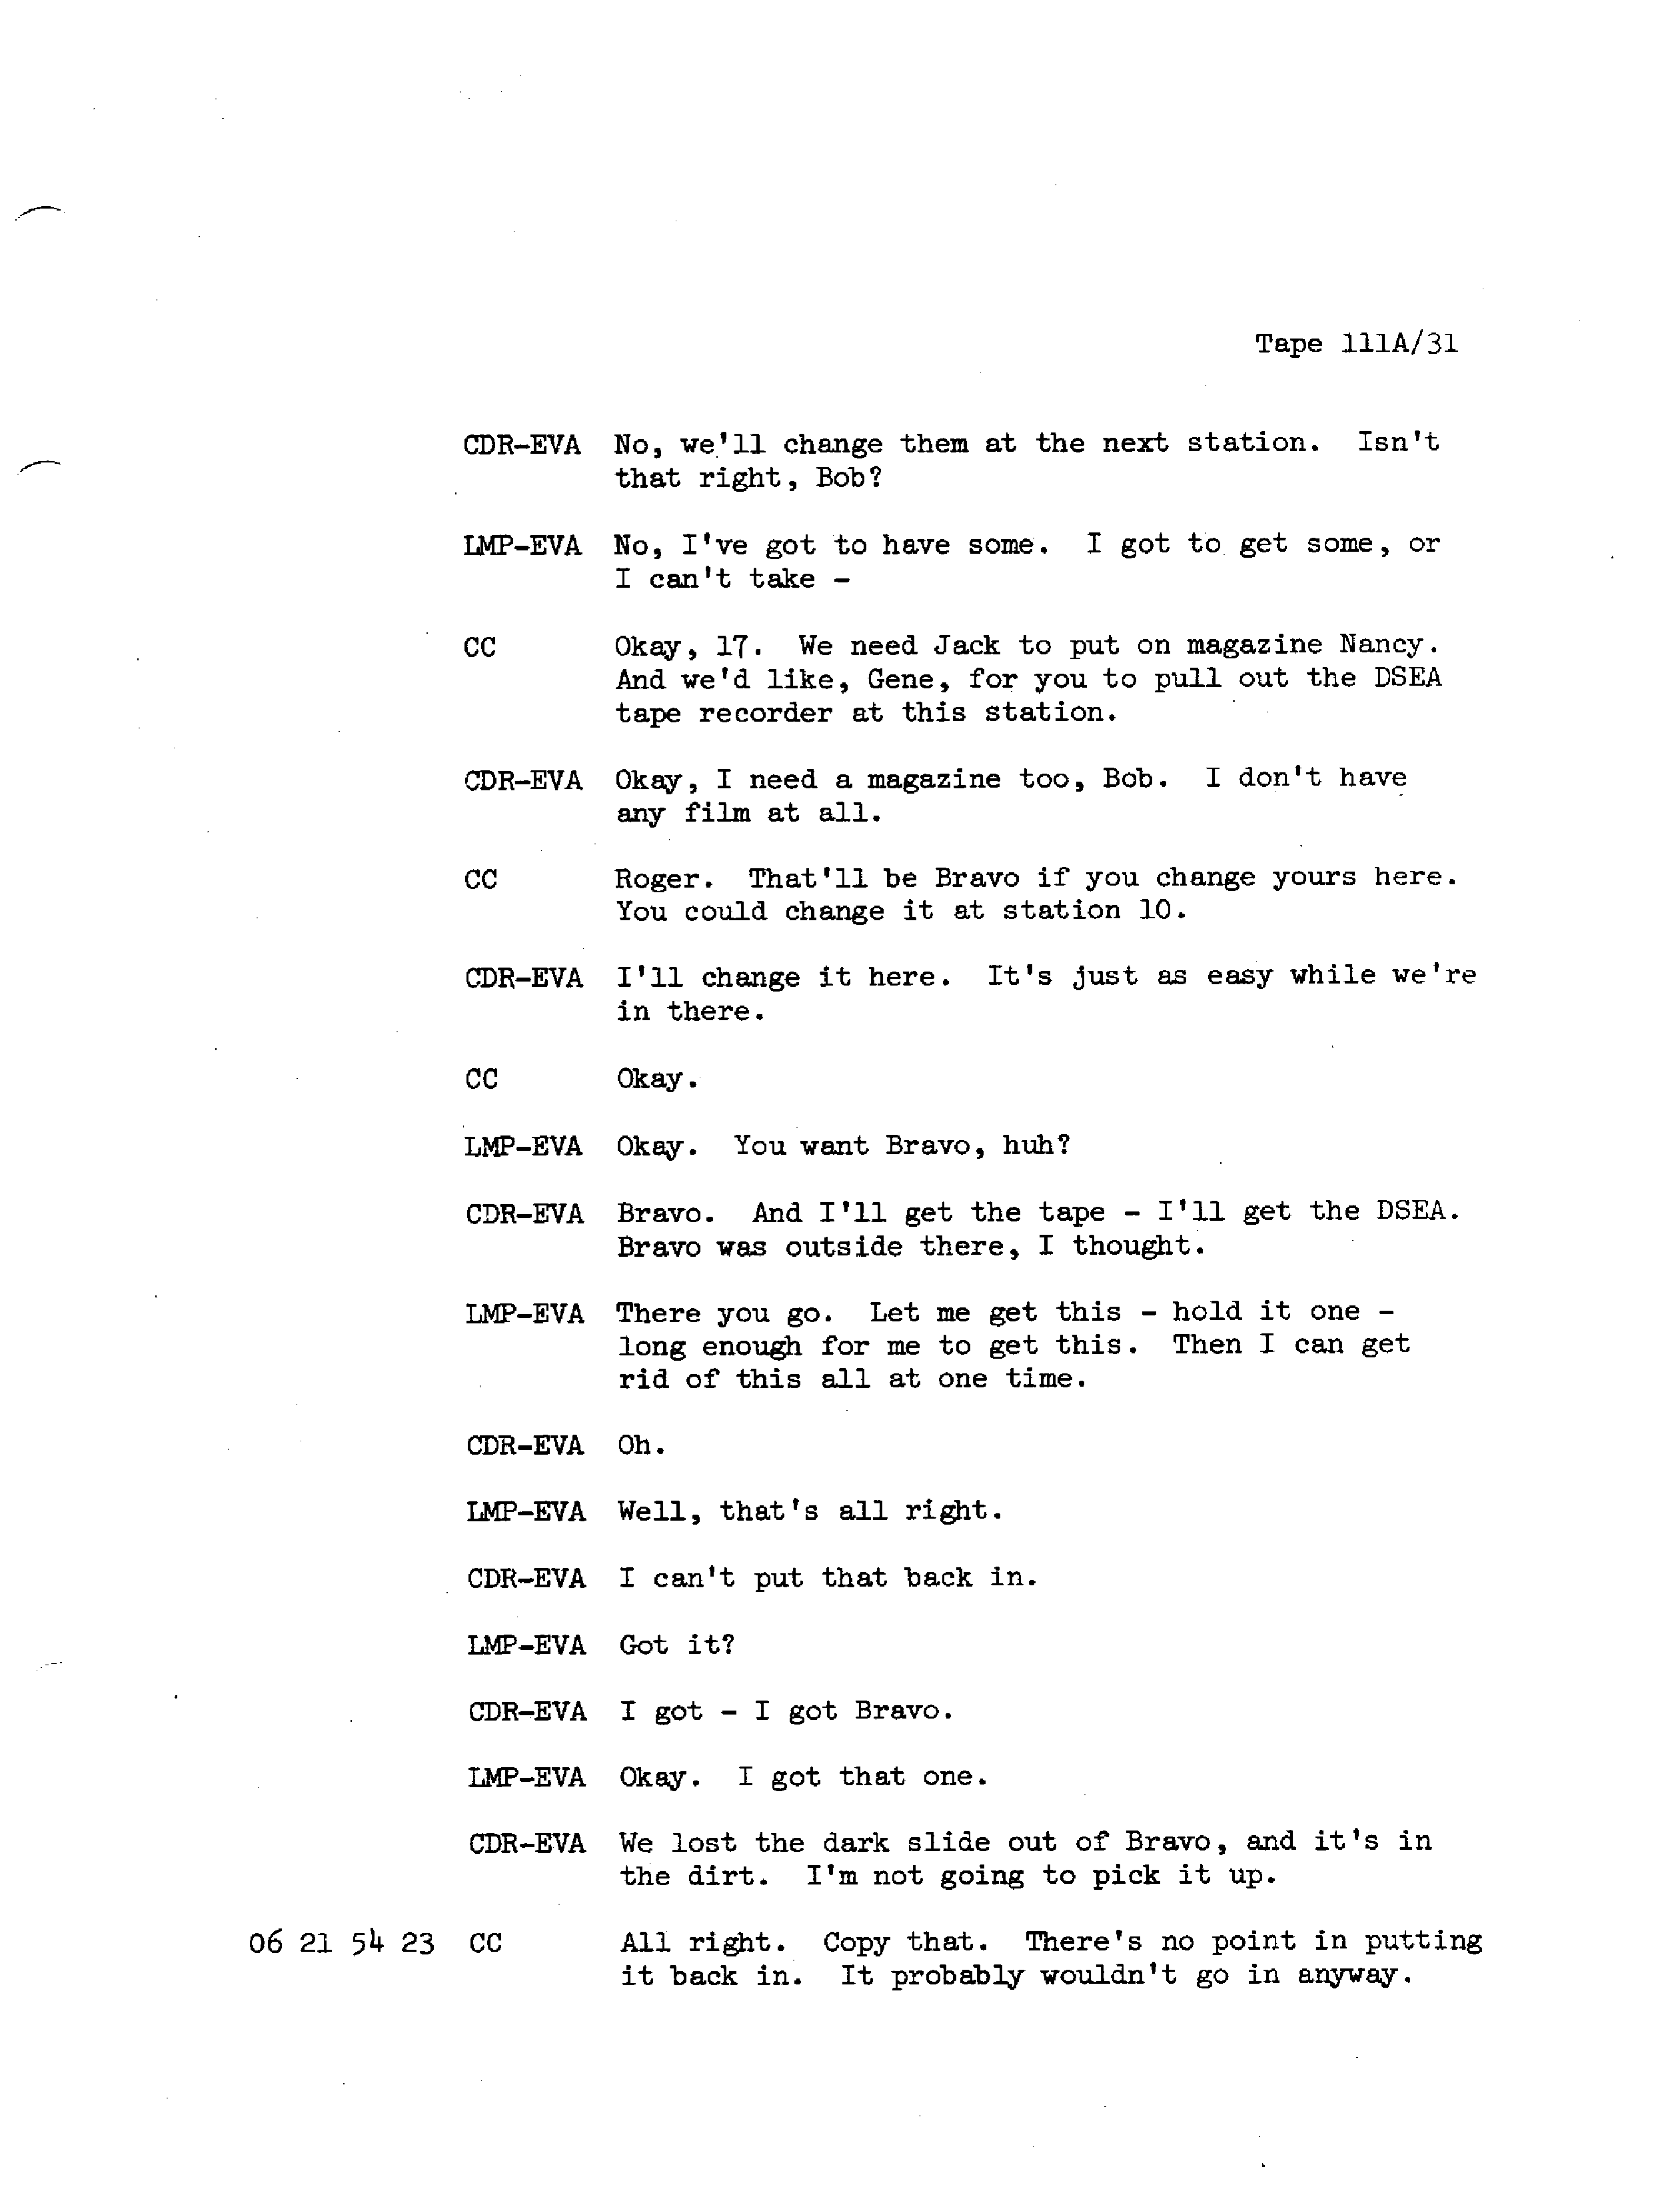 Tape 111A/31
CDR-EVA No, we'll change them at the next station. Isn't
that right, Bob?
LMP-EVA No, I've got to have some. I got to get some, or
I can't take -
CC Okay, 17. We need Jack to put on magazine Nancy.
And we'd like, Gene, for you to pull out the DSEA
tape recorder at this station.
CDR-EVA Okay, I need a magazine too, Bob. I don't have
any film at all.
CC Roger. That'll be Bravo if you change yours here.
You could change it at station 10.
CDR-EVA I'll change it here. It's just as easy while we're
in there.
CC Okay.
LMP-EVA Okay. You want Bravo, huh?
CDR-EVA Bravo. And I'll get the tape - I'll get the DSEA.
Bravo was outside there, I thought.
LMP-EVA There you go. Let me get this - hold it one -
long enough for me to get this. Then I can get
rid of this all at one time.
CDR-EVA Oh.
LMP-EVA Well, that's all right.
CDR-EVA I can't put that back in.
LMP-EVA Got it?
CDR-EVA I got - I got Bravo.
LMP-EVA Okay. I got that one.
CDR-EVA We lost the dark slide out of Bravo, and it's in
the dirt. I'm not going to pick it up.
06 21 54 23 CC All right. Copy that. There's no point in putting
it back in. It probably wouldn't go in anyway.